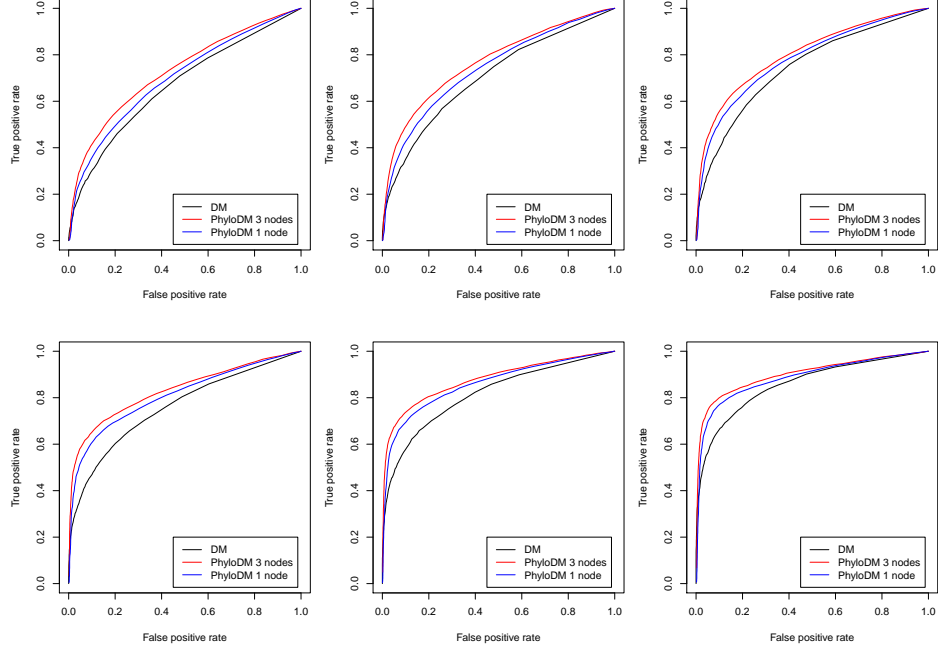 True positive rate
1.0
0.8
0.6
0.4
0.2
0.0
DM
PhyloDM 3 nodes
PhyloDM 1 node
0.0 0.2 0.4 0.6 0.8 1.0
False positive rate
True positive rate
1.0
0.8
0.6
0.4
0.2
0.0
DM
PhyloDM 3 nodes
PhyloDM 1 node
0.0 0.2 0.4 0.6 0.8 1.0
False positive rate
True positive rate
1.0
0.8
0.6
0.4
0.2
0.0
DM
PhyloDM 3 nodes
PhyloDM 1 node
0.0 0.2 0.4 0.6 0.8 1.0
False positive rate
True positive rate
1.0
0.8
0.6
0.4
0.2
0.0
DM
PhyloDM 3 nodes
PhyloDM 1 node
0.0 0.2 0.4 0.6 0.8 1.0
False positive rate
True positive rate
1.0
0.8
0.6
0.4
0.2
0.0
DM
PhyloDM 3 nodes
PhyloDM 1 node
0.0 0.2 0.4 0.6 0.8 1.0
False positive rate
True positive rate
1.0
0.8
0.6
0.4
0.2
0.0
DM
PhyloDM 3 nodes
PhyloDM 1 node
0.0 0.2 0.4 0.6 0.8 1.0
False positive rate